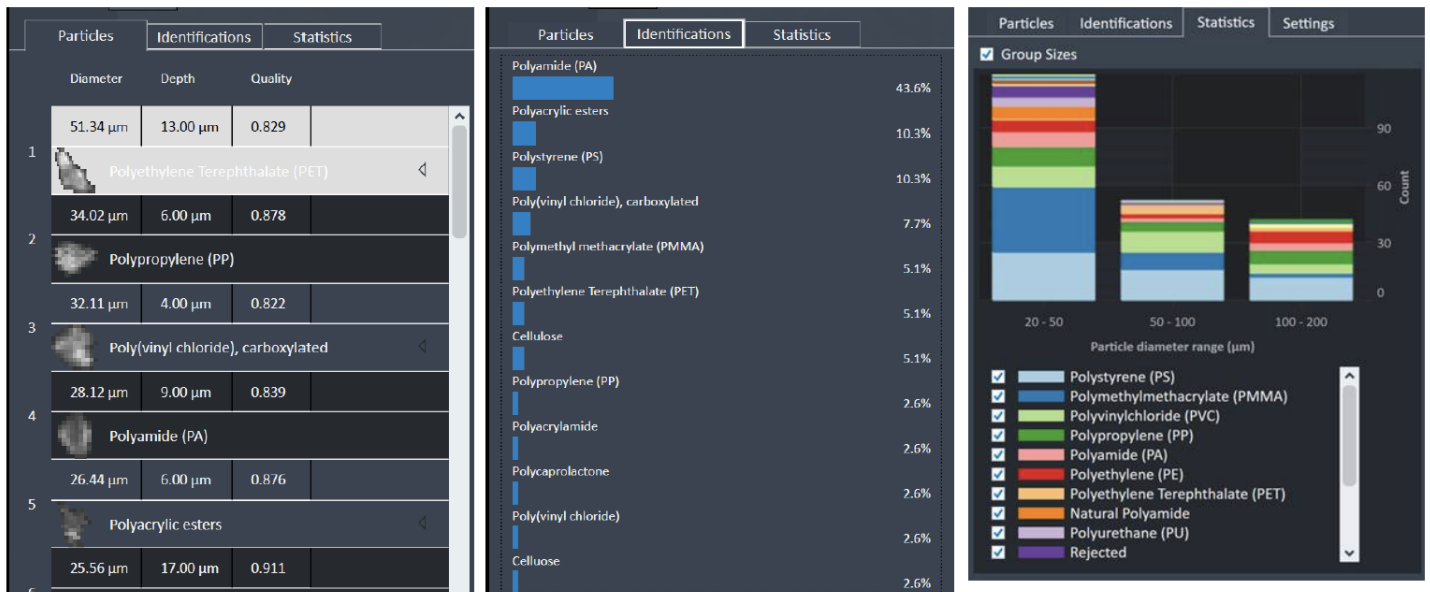 Particles Identifications Statistics
Diameter Depth Quality
51.34 µm 13.00 µm 0.829
1
Polyethylene Terephthalate (PET)
34.02 µm 6.00 µm 0.878
2
Polypropylene (PP)
32.11 µm 4.00 µm 0.822
3
Poly(vinyl chloride), carboxylated
28.12 µm 9.00 µm 0.839
4
Polyamide (PA)
26.44 µm 6.00 µm 0.876
5
Polyacrylic esters
25.56 µm 17.00 µm 0.911
Particles Identifications Statistics
Polyamide (PA)
43.6%
Polyacrylic esters
10.3%
Polystyrene (PS)
10.3%
Poly(vinyl chloride), carboxylated
7.7%
Polymethyl methacrylate (PMMA)
5.1%
Polyethylene Terephthalate (PET)
5.1%
Cellulose
5.1%
Polypropylene (PP)
2.6%
Polyacrylamide
2.6%
Polycaprolactone
2.6%
Poly(vinyl chloride)
2.6%
Celluose
2.6%
Particles Identifications Statistics Settings
Group Sizes
90
60
30
0
Count
20 - 50 50 - 100 100 - 200
Particle diameter range (µm)
Polystyrene (PS)
Polymethylmethacrylate (PMMA)
Polyvinylchloride (PVC)
Polypropylene (PP)
Polyamide (PA)
Polyethylene (PE)
Polyethylene Terephthalate (PET)
Natural Polyamide
Polyurethane (PU)
Rejected